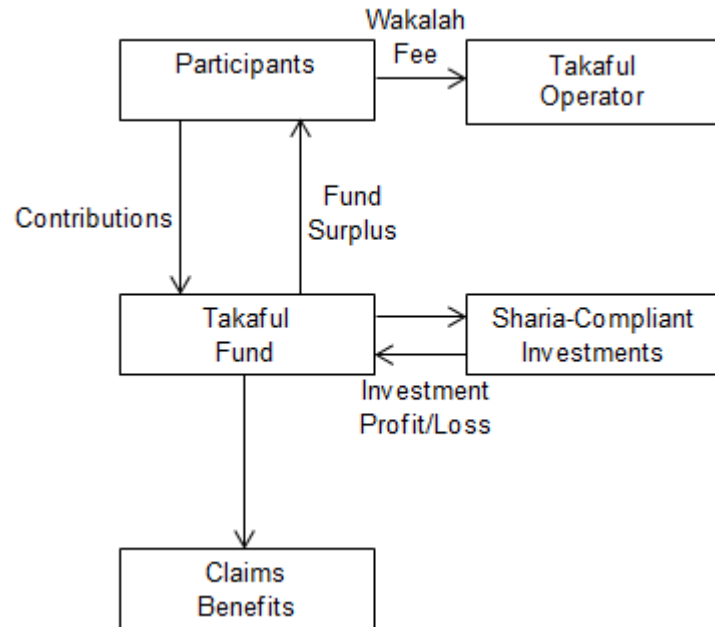 Wakalah
Fee
Participants
Takaful
Operator
Contributions
Fund
Surplus
Takaful
Fund
Sharia-Compliant
Investments
Investment
Profit/Loss
Claims
Benefits